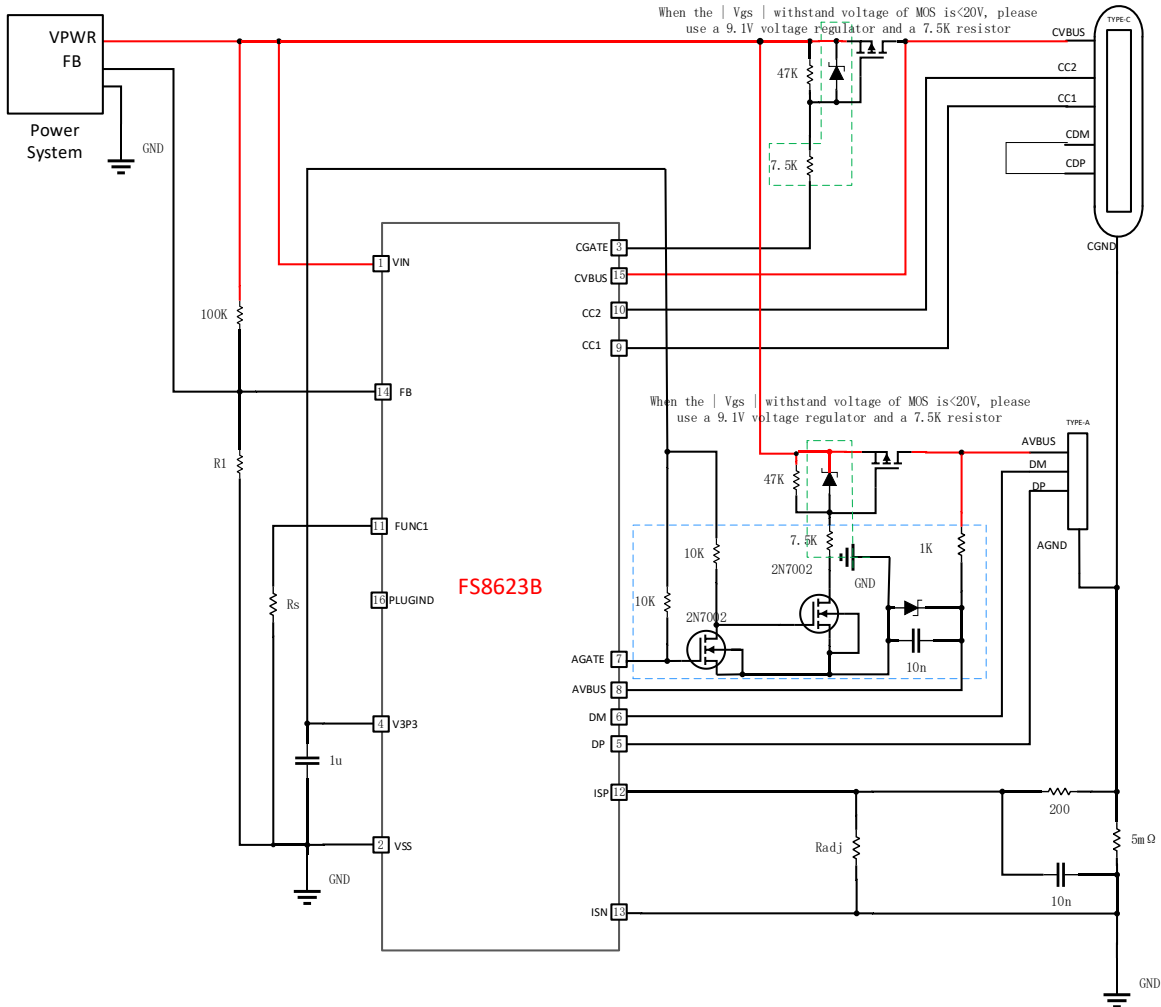 When the | Vgs | withstand voltage of MOS is<20V, please
use a 9.1V voltage regulator and a 7.5K resistor
TYPE-C
VPWR
FB
Power
System
GND
CVBUS
CC2
CC1
CDM
CDP
CGND
47K
7.5K
CGATE 3
CVBUS 15
CC2 10
CC1 9
1 VIN
100K
14 FB
R1
When the | Vgs | withstand voltage of MOS is<20V, please
use a 9.1V voltage regulator and a 7.5K resistor
TYPE-A
AVBUS
DM
DP
AGND
47K
7.5K
1K
10K
2N7002
GND
10K
2N7002
10n
11 FUNC1
Rs
16 PLUGIND
FS8623B
AGATE 7
AVBUS 8
DM 6
DP 5
4 V3P3
1u
ISP 12
200
Radj
5mΩ
10n
2 VSS
GND
ISN 13
GND